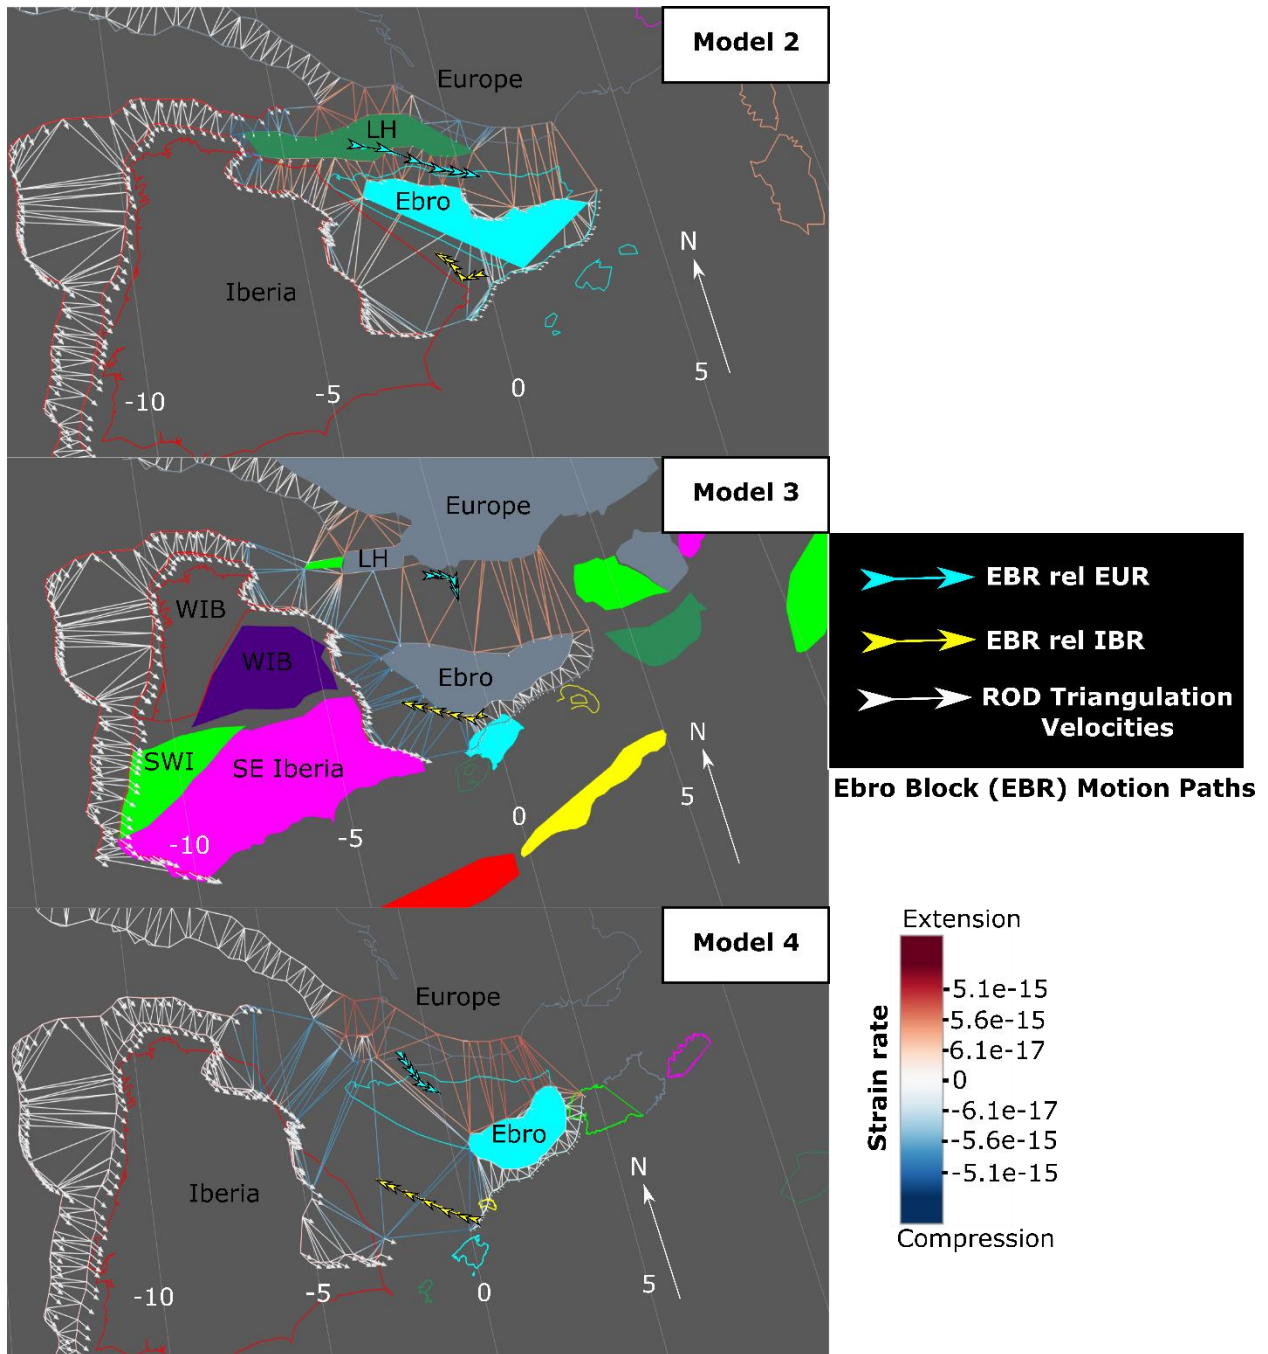 Model 2
Europe
LH
Ebro
N
Iberia
5
0
-5
-10
Model 3
Europe
LH
WIB
WIB
Ebro
N
SWI
SE Iberia
5
0
-5
-10
EBR rel EUR
EBR rel IBR
ROD Triangulation
Velocities
Ebro Block (EBR) Motion Paths
Model 4
Europe
Ebro
N
Iberia
5
0
-5
-10
Extension
Strain rate
5.1e-15
5.6e-15
6.1e-17
0
-6.1e-17
-5.6e-15
-5.1e-15
Compression